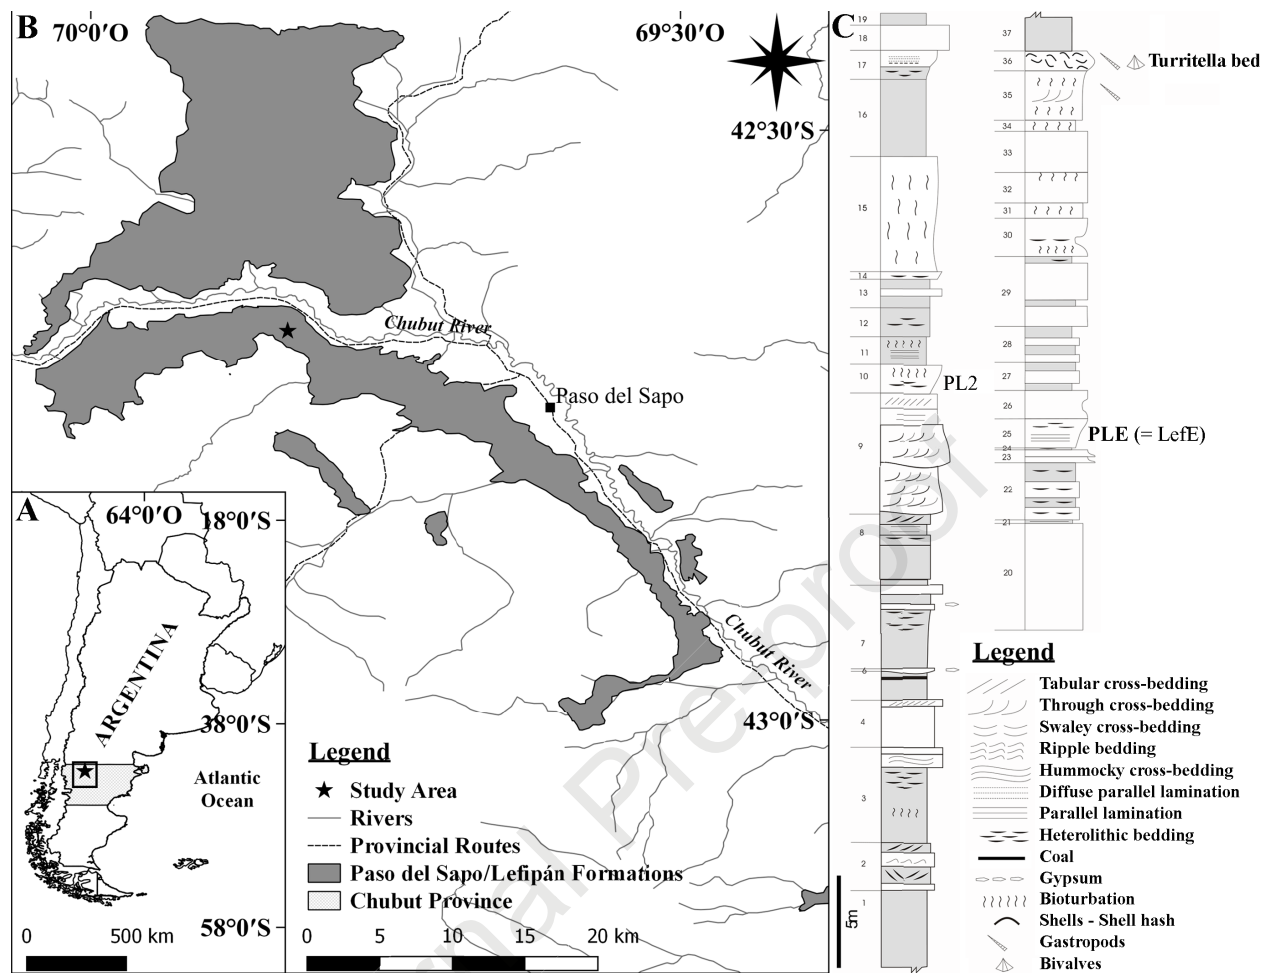 B
70°0′O
69°30′O
42°30′S
Chubut River
Paso del Sapo
Chubut River
43°0′S
Legend
Study Area
Rivers
Provincial Routes
Paso del Sapo/Lefipán Formations
Chubut Province
0 5 10 15 20 km
A
64°0′O
18°0′S
ARGENTINA
38°0′S
Atlantic
Ocean
58°0′S
0 500 km
C
19
18
17
16
15
14
13
12
11
10
PL2
9
8
7
6
4
3
2
1
5m
37
36
Turritella bed
35
34
33
32
31
30
29
28
27
26
25
PLE (= LefE)
24
23
22
21
20
Legend
Tabular cross-bedding
Through cross-bedding
Swaley cross-bedding
Ripple bedding
Hummocky cross-bedding
Diffuse parallel lamination
Parallel lamination
Heterolithic bedding
Coal
Gypsum
Bioturbation
Shells - Shell hash
Gastropods
Bivalves
nal Pre-proof